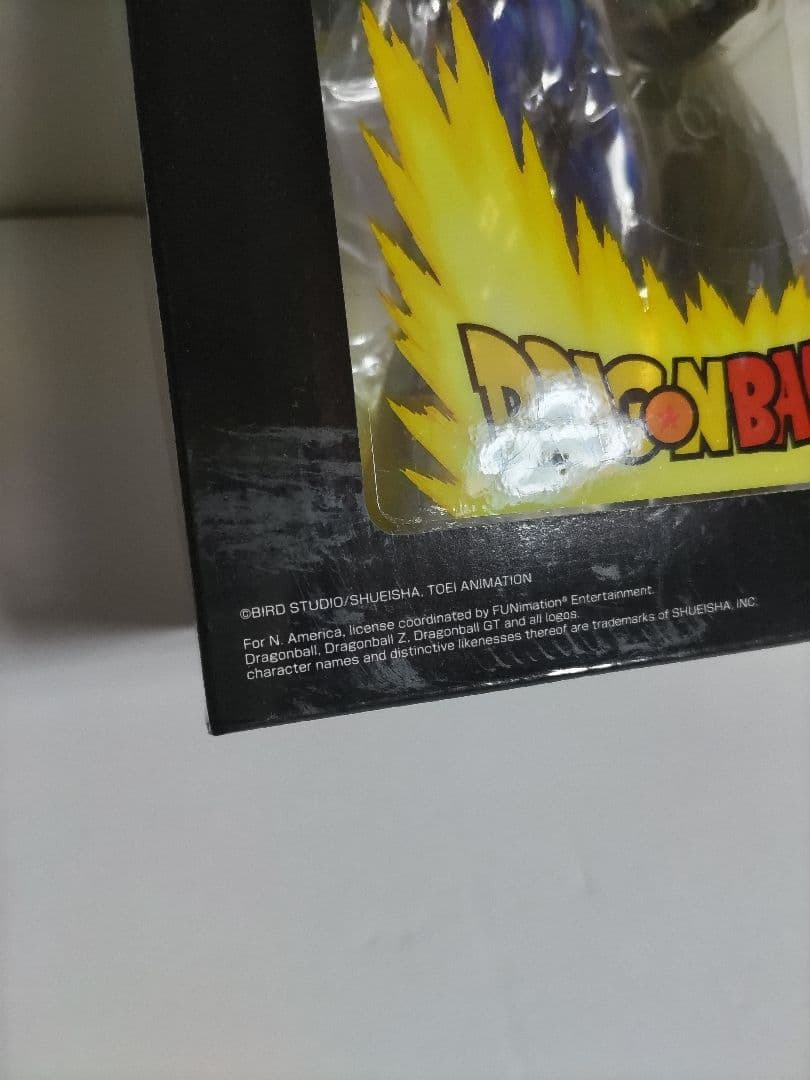 DRAGONBA
©BIRD STUDIO/SHUEISHA, TOEI ANIMATION
For N. America, license coordinated by FUNimation® Entertainment.
Dragonball, Dragonball Z, Dragonball GT and all logos,
character names and distinctive likenesses thereof are trademarks of SHUEISHA, INC.